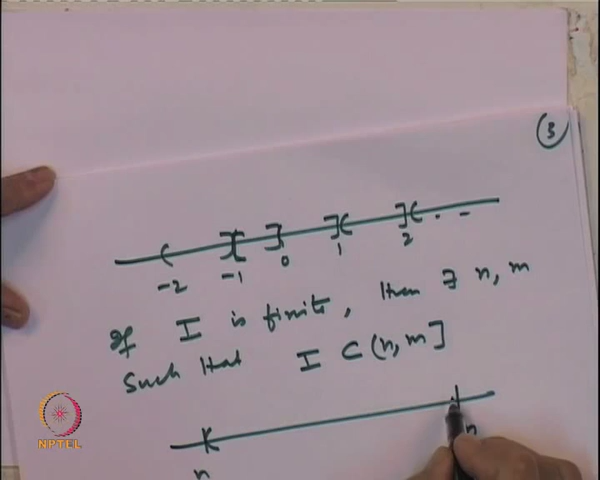 3
( ][ ] ]( ]( . -
-2 -1 0 1 2
If I is finite, then ∃ n, m
Such that I ⊂ (n, m]
n
NPTEL